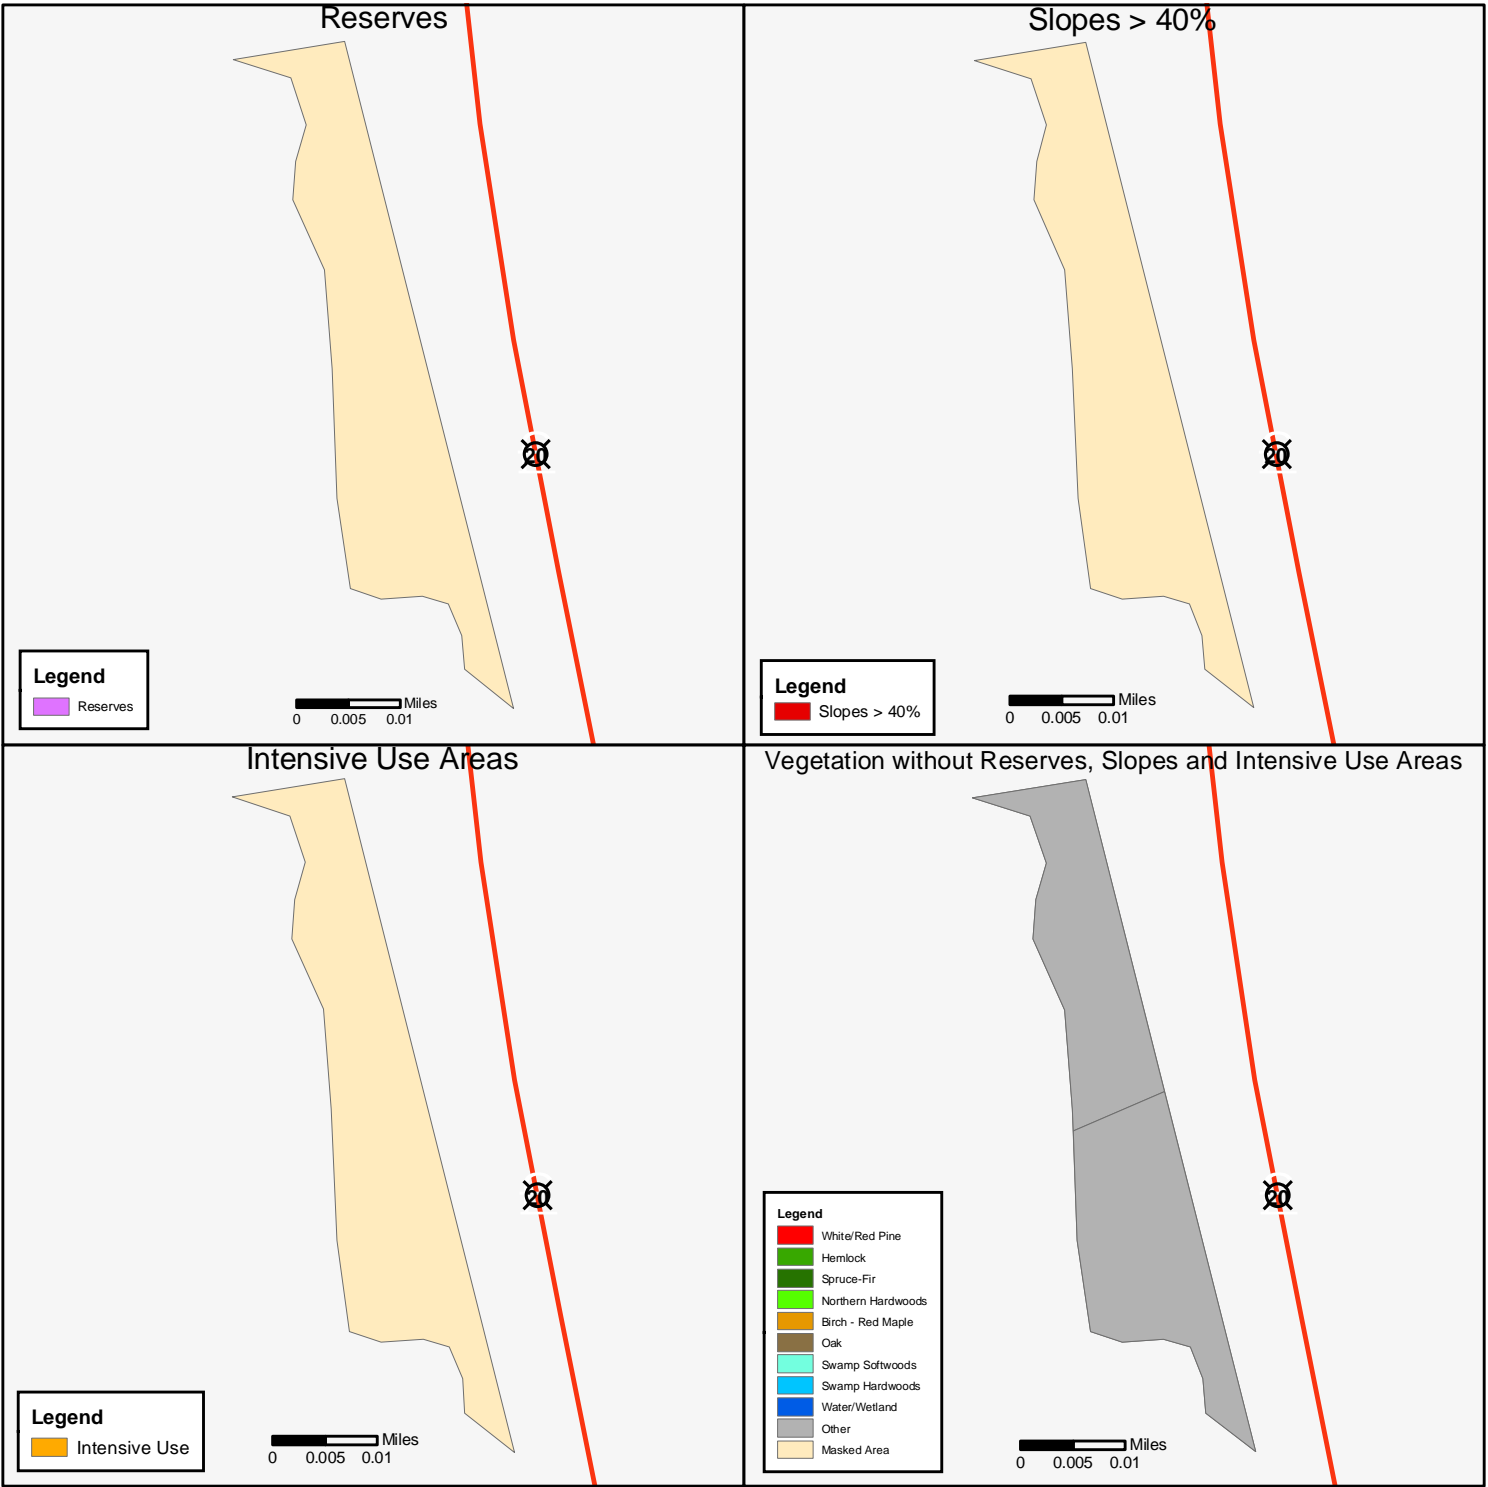 Reserves
20
Legend
Reserves
Miles
0 0.005 0.01
Slopes > 40%
20
Legend
Slopes > 40%
Miles
0 0.005 0.01
Intensive Use Areas
20
Legend
Intensive Use
Miles
0 0.005 0.01
Vegetation without Reserves, Slopes and Intensive Use Areas
20
Legend
White/Red Pine
Hemlock
Spruce-Fir
Northern Hardwoods
Birch - Red Maple
Oak
Swamp Softwoods
Swamp Hardwoods
Water/Wetland
Other
Masked Area
Miles
0 0.005 0.01